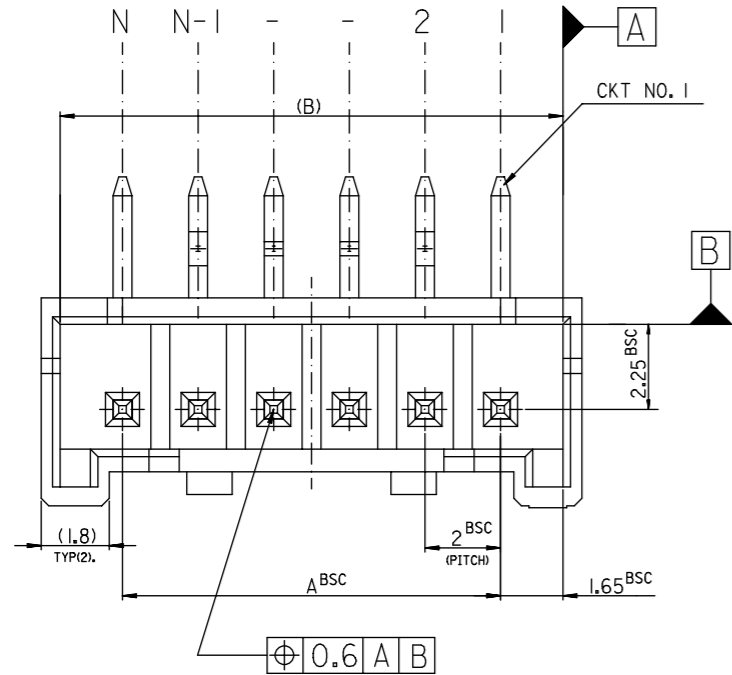 N N-1 - - 2 1
A
(B)
CKT NO. 1
B
2.25 BSC
(1.8)
TYP(2).
2 BSC
(PITCH)
A BSC
1.65 BSC
⌖ 0.6 A B